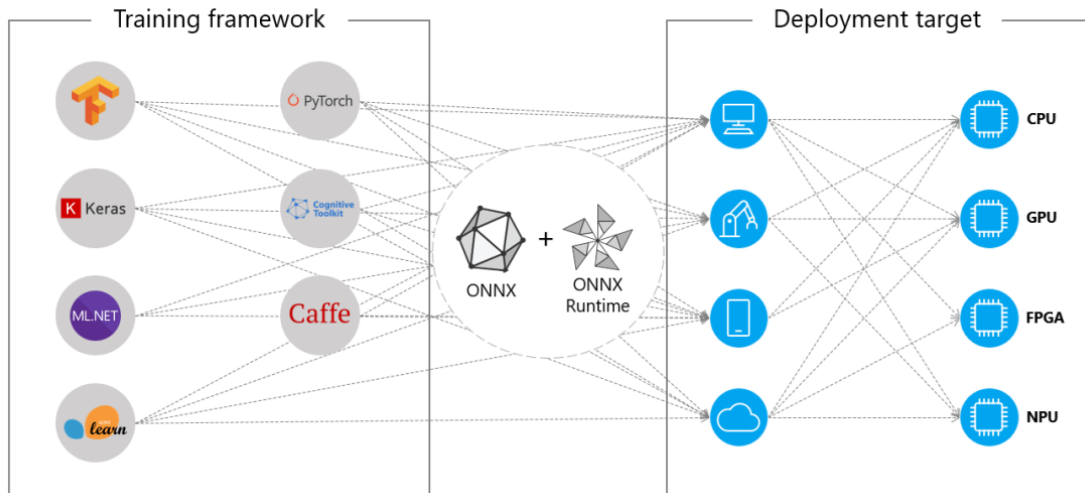 Training framework
Deployment target
PyTorch
CPU
K Keras
Cognitive
Toolkit
GPU
+
ONNX
ONNX
Runtime
ML.NET
Caffe
FPGA
learn
NPU